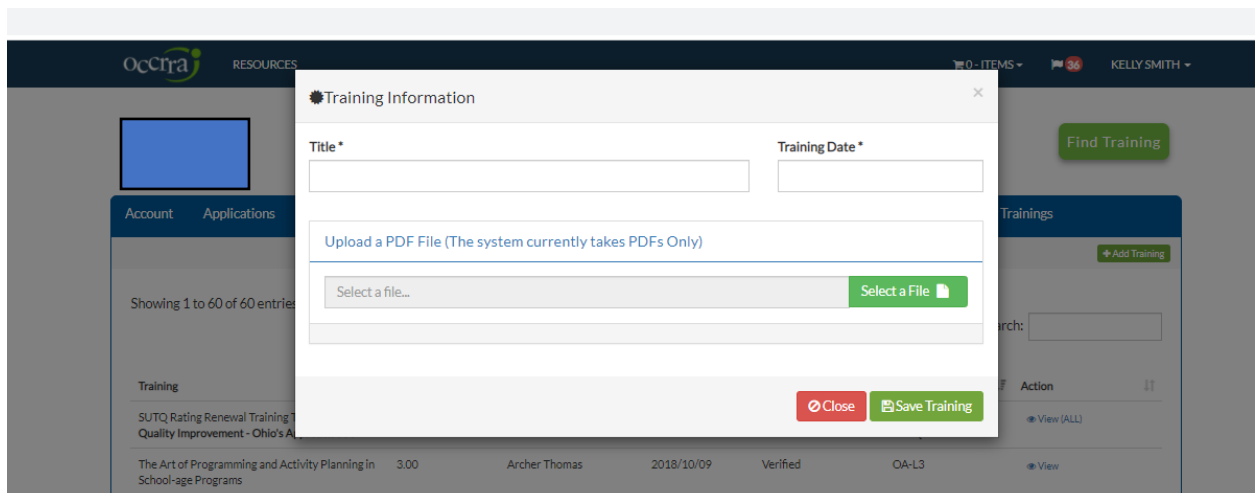 occrra
RESOURCES
0 - ITEMS
36
KELLY SMITH
Training Information
×
Find Training
Title *
Training Date *
Account
Applications
Trainings
Upload a PDF File (The system currently takes PDFs Only)
+ Add Training
Select a file...
Select a File
Showing 1 to 60 of 60 entries
Training
Action
Close
Save Training
SUTQ Rating Renewal Training
View (ALL)
Quality Improvement - Ohio's
The Art of Programming and Activity Planning in
School-age Programs
3.00
Archer Thomas
2018/10/09
Verified
OA-L3
View